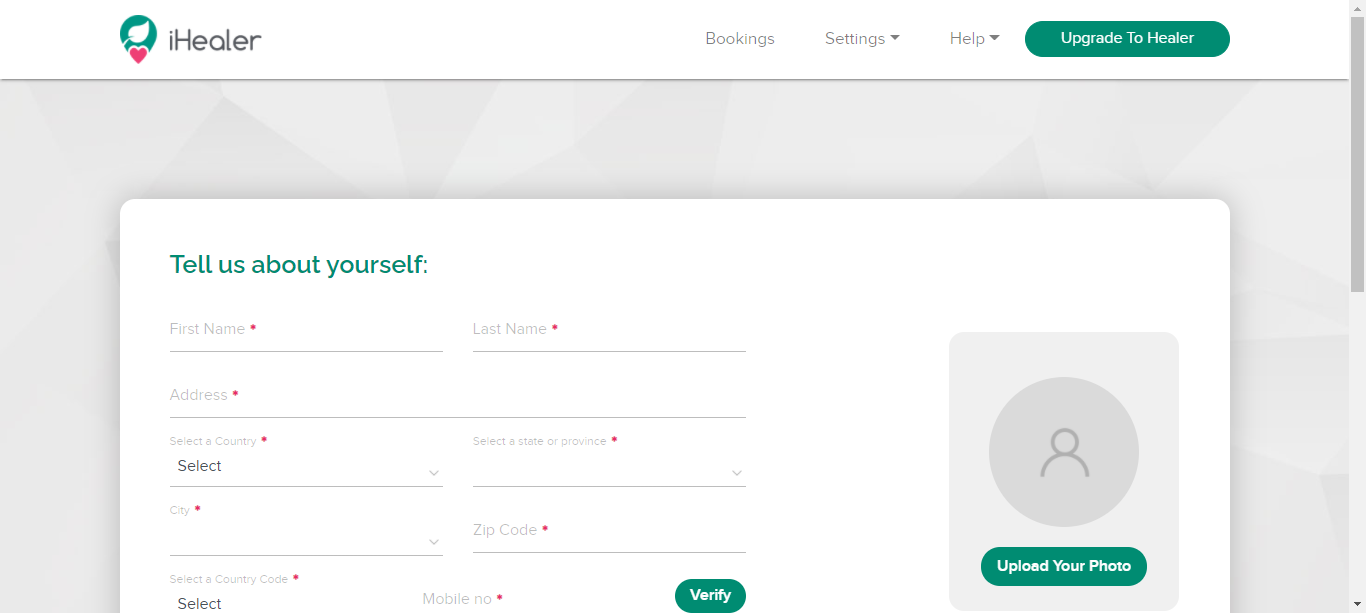 iHealer
Bookings Settings Help Upgrade To Healer
Tell us about yourself:
First Name * Last Name *
Address *
Select a Country * Select a state or province *
Select
City *
Zip Code *
Select a Country Code *
Select Mobile no * Verify
Upload Your Photo